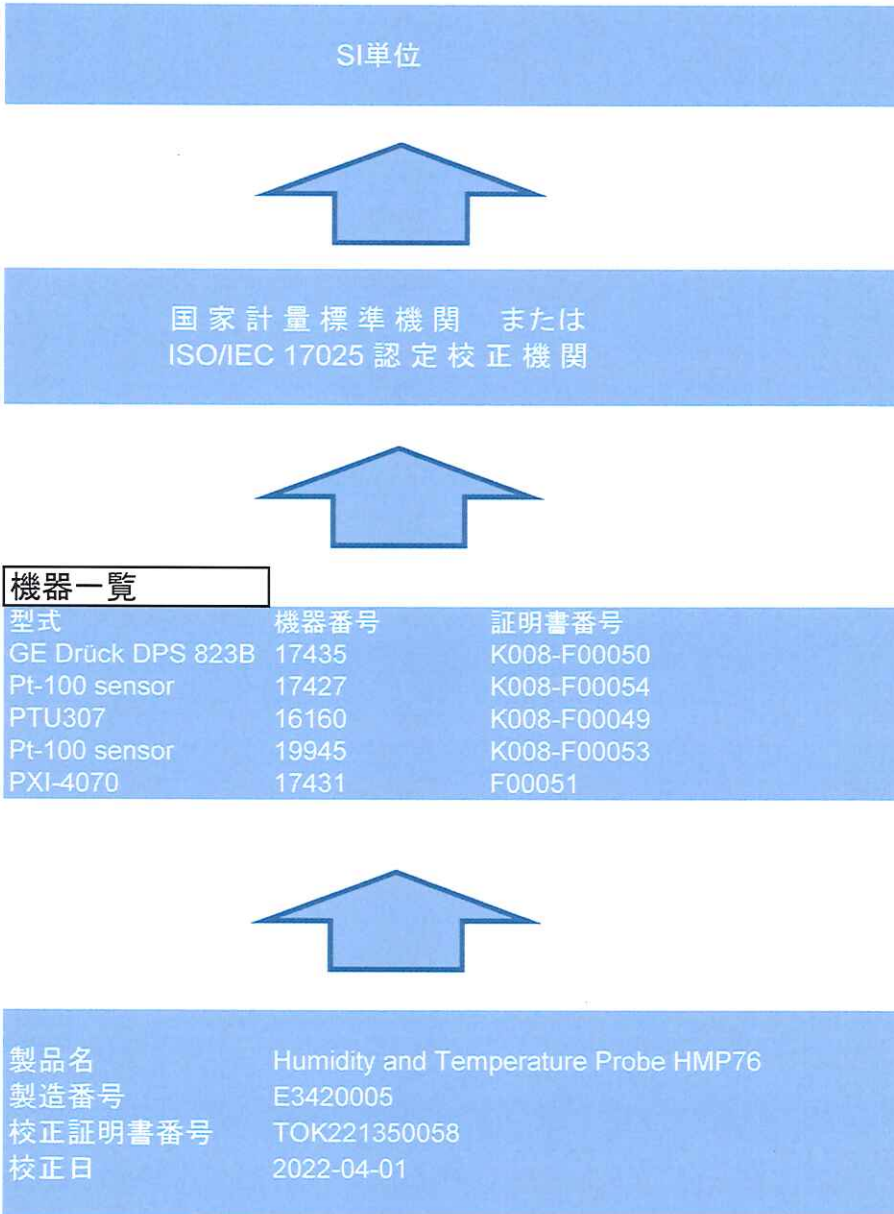 SI単位
国家計量標準機関 または
ISO/IEC 17025 認定校正機関
機器一覧
型式 機器番号 証明書番号
GE Drück DPS 823B 17435 K008-F00050
Pt-100 sensor 17427 K008-F00054
PTU307 16160 K008-F00049
Pt-100 sensor 19945 K008-F00053
PXI-4070 17431 F00051
製品名 Humidity and Temperature Probe HMP76
製造番号 E3420005
校正証明書番号 TOK221350058
校正日 2022-04-01